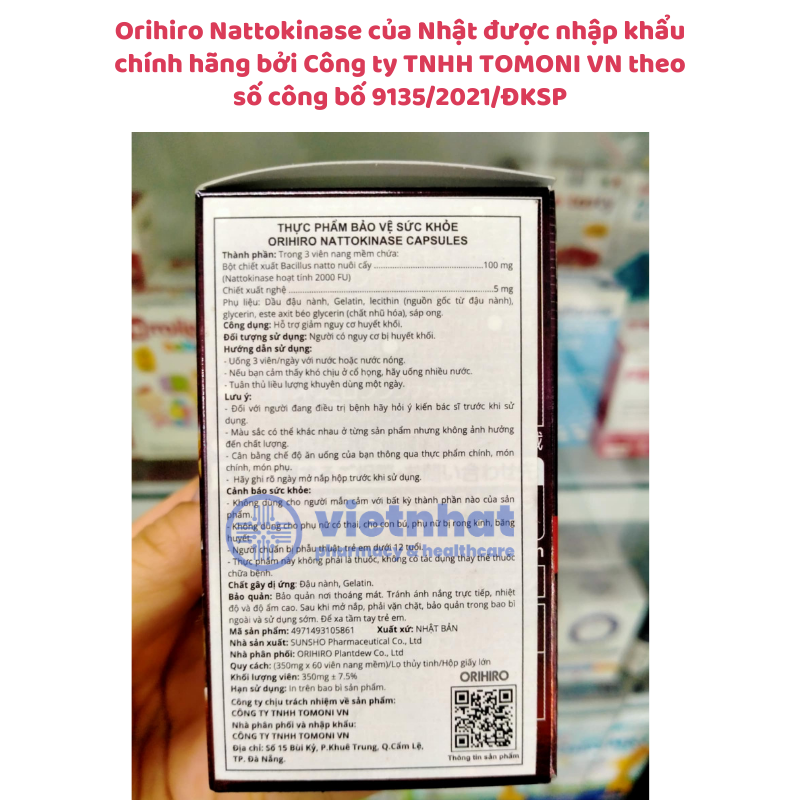 Orihiro Nattokinase của Nhật được nhập khẩu
chính hãng bởi Công ty TNHH TOMONI VN theo
số công bố 9135/2021/ĐKSP
THỰC PHẨM BẢO VỆ SỨC KHỎE
ORIHIRO NATTOKINASE CAPSULES
Thành phần: Trong 3 viên nang mềm chứa:
Bột chiết xuất Bacillus natto nuôi cấy ........................................100 mg
(Nattokinase hoạt tính 2000 FU)
Chiết xuất nghệ ........................................5 mg
Phụ liệu: Dầu đậu nành, Gelatin, lecithin (nguồn gốc từ đậu nành),
glycerin, este axit béo glycerin (chất nhũ hóa), sáp ong.
Công dụng: Hỗ trợ giảm nguy cơ huyết khối.
Đối tượng sử dụng: Người có nguy cơ bị huyết khối.
Hướng dẫn sử dụng:
- Uống 3 viên/ngày với nước hoặc nước nóng.
- Nếu bạn cảm thấy khó chịu ở cổ họng, hãy uống nhiều nước.
- Tuân thủ liều lượng khuyên dùng một ngày.
Lưu ý:
- Đối với người đang điều trị bệnh hãy hỏi ý kiến bác sĩ trước khi sử
dụng.
- Màu sắc có thể khác nhau ở từng sản phẩm nhưng không ảnh hưởng
đến chất lượng.
- Cân bằng chế độ ăn uống của bạn thông qua thực phẩm chính, món
chính, món phụ.
- Hãy ghi rõ ngày mở nắp hộp trước khi sử dụng.
Cảnh báo sức khỏe:
- Không dùng cho người mẫn cảm với bất kỳ thành phần nào của sản
phẩm.
- Không dùng cho phụ nữ có thai, cho con bú, phụ nữ bị rong kinh, băng
huyết.
- Người chuẩn bị phẫu thuật, trẻ em dưới 12 tuổi.
- Thực phẩm này không phải là thuốc, không có tác dụng thay thế thuốc
chữa bệnh.
vietnhat
pharmacy & healthcare
Chất gây dị ứng: Đậu nành, Gelatin.
Bảo quản: Bảo quản nơi thoáng mát. Tránh ánh nắng trực tiếp, nhiệt
độ và độ ẩm cao. Sau khi mở nắp, phải vặn chặt, bảo quản trong bao bì
ngoài và sử dụng sớm. Để xa tầm tay trẻ em.
Mã sản phẩm: 4971493105861 Xuất xứ: NHẬT BẢN
Nhà sản xuất: SUNSHO Pharmaceutical Co., Ltd
Nhà phân phối: ORIHIRO Plantdew Co., Ltd
Quy cách: (350mg x 60 viên nang mềm)/Lọ thủy tinh/Hộp giấy lớn
Khối lượng viên: 350mg ± 7.5%
ORIHIRO
Hạn sử dụng: In trên bao bì sản phẩm.
Công ty chịu trách nhiệm về sản phẩm:
CÔNG TY TNHH TOMONI VN
Nhà phân phối và nhập khẩu:
CÔNG TY TNHH TOMONI VN
Địa chỉ: Số 15 Bùi Kỷ, P.Khuê Trung, Q.Cẩm Lệ,
TP. Đà Nẵng.
Thông tin sản phẩm